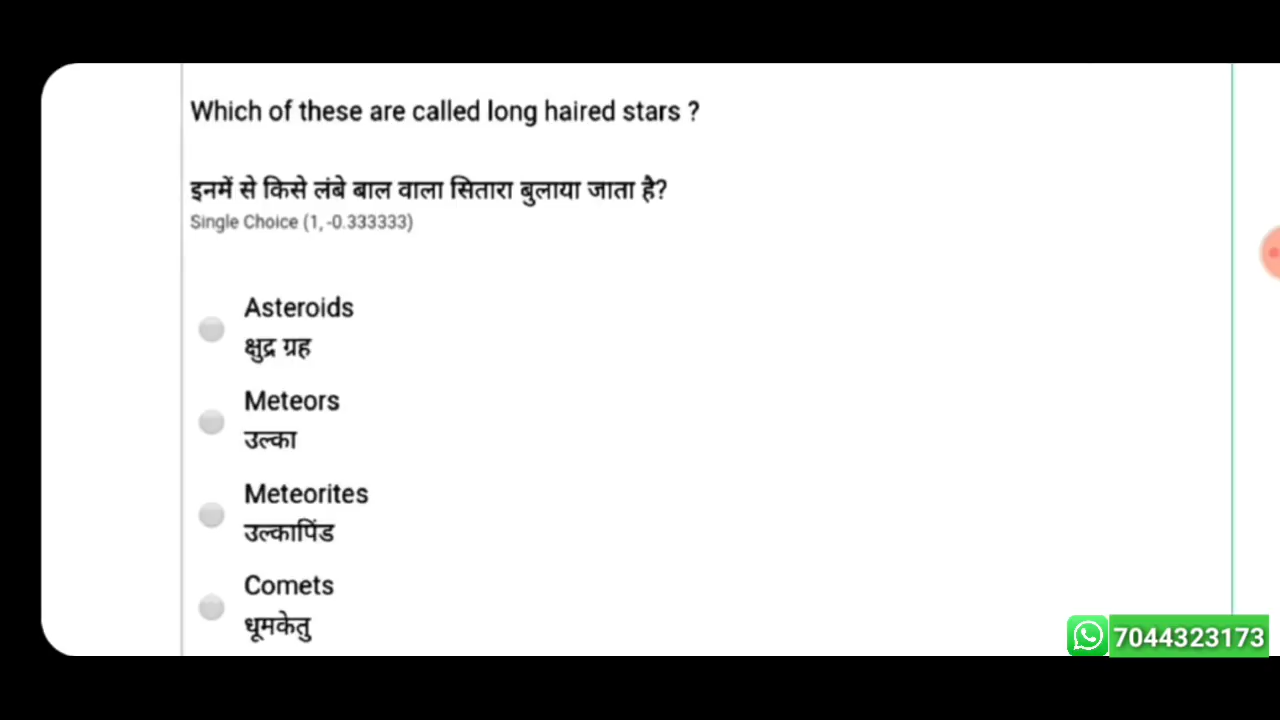 Which of these are called long haired stars ?
इनमें से किसे लंबे बाल वाला सितारा बुलाया जाता है?
Single Choice (1, -0.333333)
Asteroids
क्षुद्र ग्रह
Meteors
उल्का
Meteorites
उल्कापिंड
Comets
धूमकेतु
7044323173